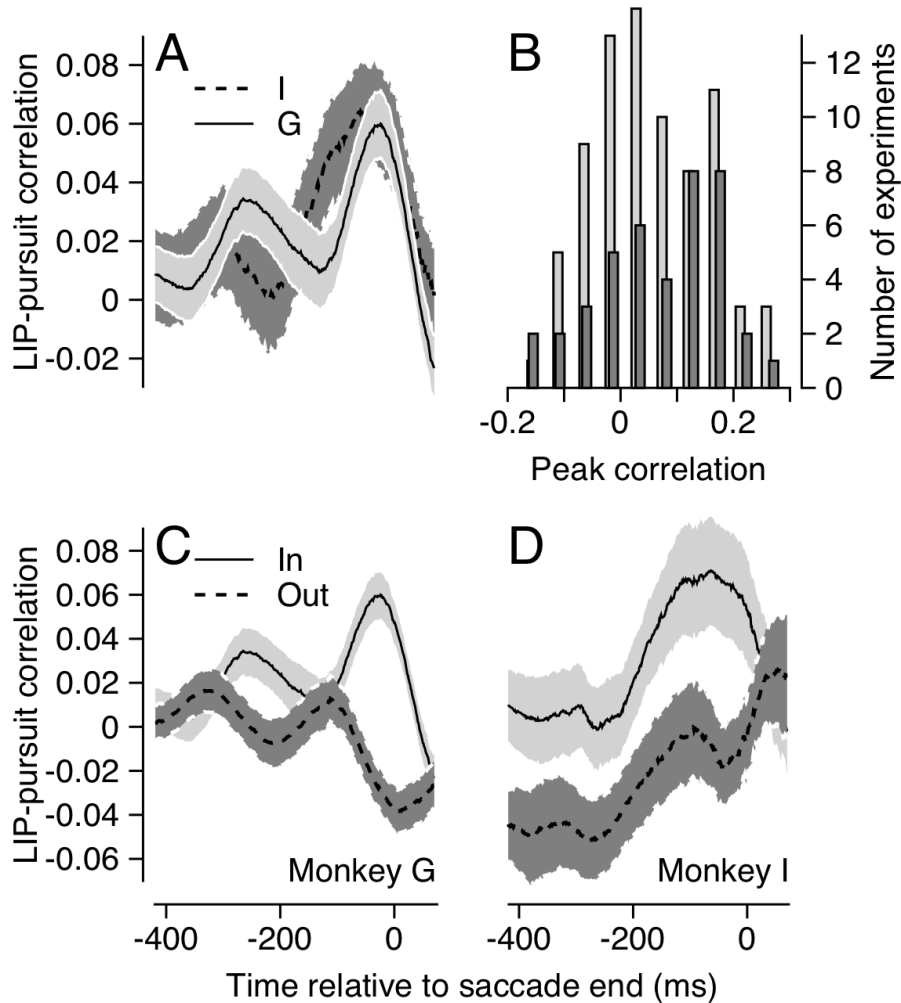 A
LIP-pursuit correlation
0.08
0.06
0.04
0.02
0
-0.02
I
G
B
Number of experiments
12
10
8
6
4
2
0
-0.2 0 0.2
Peak correlation
C
LIP-pursuit correlation
0.08
0.06
0.04
0.02
0
-0.02
-0.04
-0.06
In
Out
Monkey G
-400 -200 0
D
Monkey I
-400 -200 0
Time relative to saccade end (ms)